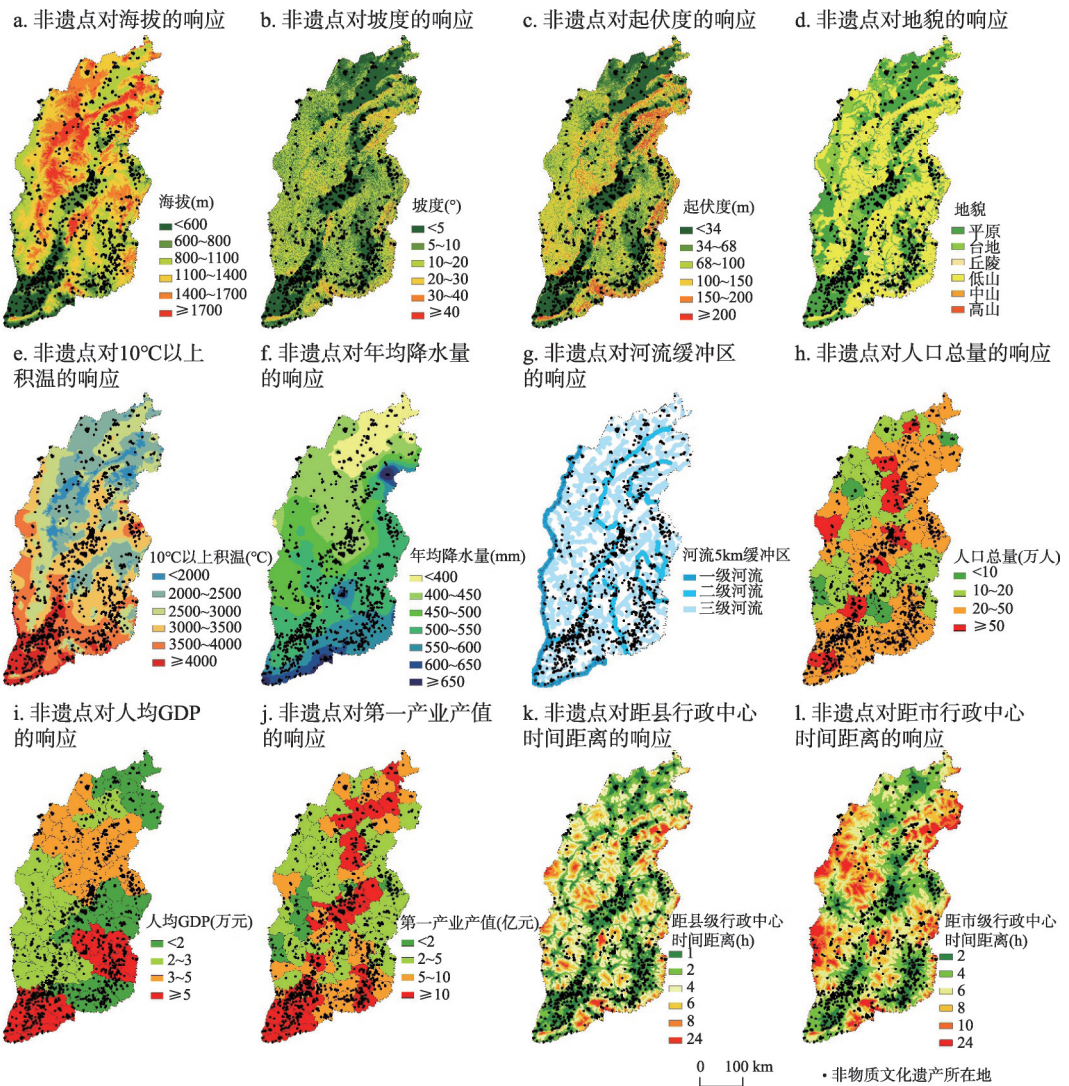 a. 非遗点对海拔的响应
b. 非遗点对坡度的响应
c. 非遗点对起伏度的响应
d. 非遗点对地貌的响应
海拔(m)
<600
600~800
800~1100
1100~1400
1400~1700
≥1700
坡度(°)
<5
5~10
10~20
20~30
30~40
≥40
起伏度(m)
<34
34~68
68~100
100~150
150~200
≥200
地貌
平原
台地
丘陵
低山
中山
高山
e. 非遗点对10℃以上
积温的响应
f. 非遗点对年均降水量
的响应
g. 非遗点对河流缓冲区
的响应
h. 非遗点对人口总量的响应
10℃以上积温(℃)
<2000
2000~2500
2500~3000
3000~3500
3500~4000
≥4000
年均降水量(mm)
<400
400~450
450~500
500~550
550~600
600~650
≥650
河流5km缓冲区
一级河流
二级河流
三级河流
人口总量(万人)
<10
10~20
20~50
≥50
i. 非遗点对人均GDP
的响应
j. 非遗点对第一产业产值
的响应
k. 非遗点对距县行政中心
时间距离的响应
l. 非遗点对距市行政中心
时间距离的响应
人均GDP(万元)
<2
2~3
3~5
≥5
第一产业产值(亿元)
<2
2~5
5~10
≥10
距县级行政中心
时间距离(h)
1
2
4
6
8
24
距市级行政中心
时间距离(h)
2
4
6
8
10
24
0 100 km
• 非物质文化遗产所在地